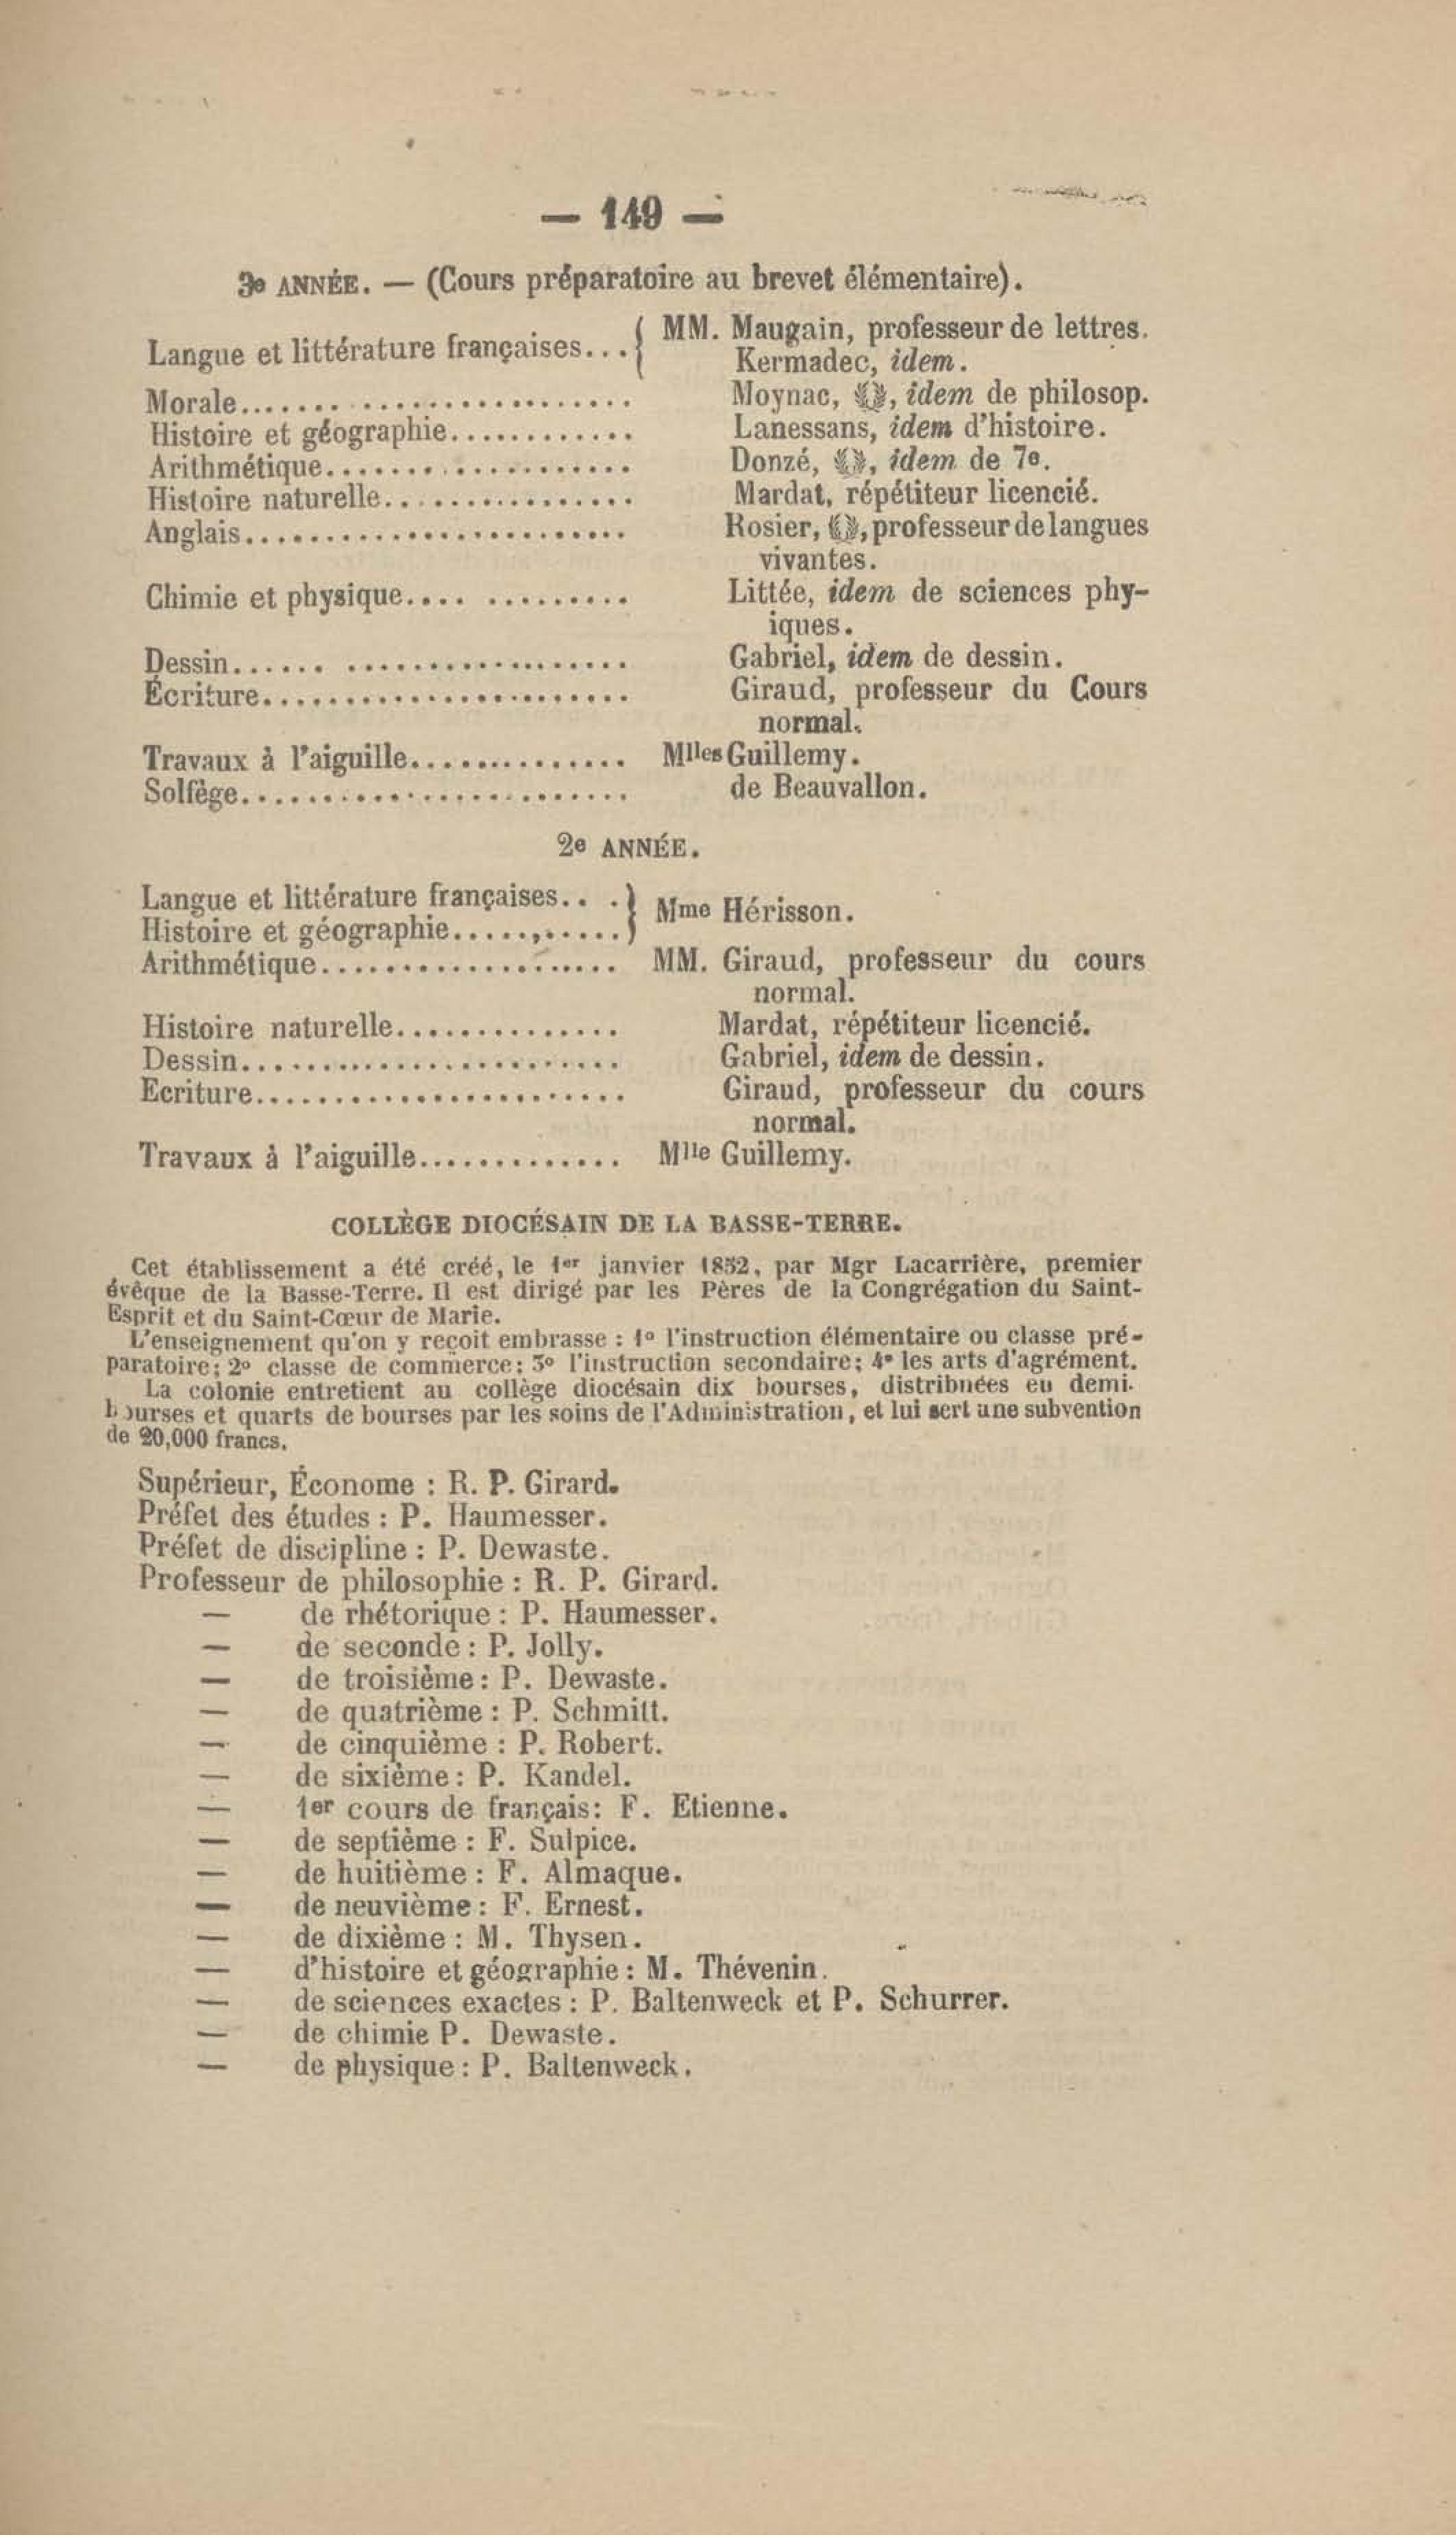 — 149 —
3e ANNÉE. — (Cours préparatoire au brevet élémentaire).
Langue et littérature françaises... { MM. Maugain, professeur de lettres.
Kermadec, idem.
Morale........................ Moynac, idem de philosop.
Histoire et géographie............ Lanessans, idem d'histoire.
Arithmétique................... Donzé, idem de 7e.
Histoire naturelle................ Mardat, répétiteur licencié.
Anglais........................ Rosier, professeur de langues
vivantes.
Chimie et physique.... ......... Littée, idem de sciences phy-
iques.
Dessin...... .................. Gabriel, idem de dessin.
Écriture....................... Giraud, professeur du Cours
normal.
Travaux à l'aiguille.............. Mlles Guillemy.
Solfège........................ de Beauvallon.
2e ANNÉE.
Langue et littérature françaises.. . } Mme Hérisson.
Histoire et géographie.....,.....}
Arithmétique................... MM. Giraud, professeur du cours
normal.
Histoire naturelle.............. Mardat, répétiteur licencié.
Dessin........................ Gabriel, idem de dessin.
Ecriture....................... Giraud, professeur du cours
normal.
Travaux à l'aiguille.............. Mlle Guillemy.
COLLÈGE DIOCÉSAIN DE LA BASSE-TERRE.
Cet établissement a été créé, le 1er janvier 1852, par Mgr Lacarrière, premier
évêque de la Basse-Terre. Il est dirigé par les Pères de la Congrégation du Saint-
Esprit et du Saint-Cœur de Marie.
L'enseignement qu'on y reçoit embrasse : 1o l'instruction élémentaire ou classe pré-
paratoire; 2o classe de commerce; 3o l'instruction secondaire; 4o les arts d'agrément.
La colonie entretient au collège diocésain dix bourses, distribuées en demi-
bourses et quarts de bourses par les soins de l'Administration, et lui sert une subvention
de 20,000 francs.
Supérieur, Économe : R. P. Girard.
Préfet des études : P. Haumesser.
Préfet de discipline : P. Dewaste.
Professeur de philosophie : R. P. Girard.
— de rhétorique : P. Haumesser.
— de seconde : P. Jolly.
— de troisième : P. Dewaste.
— de quatrième : P. Schmitt.
— de cinquième : P. Robert.
— de sixième : P. Kandel.
— 1er cours de français : F. Etienne.
— de septième : F. Sulpice.
— de huitième : F. Almaque.
— de neuvième : F. Ernest.
— de dixième : M. Thysen.
— d'histoire et géographie : M. Thévenin.
— de sciences exactes : P. Baltenweck et P. Schurrer.
— de chimie P. Dewaste.
— de physique : P. Baltenweck.